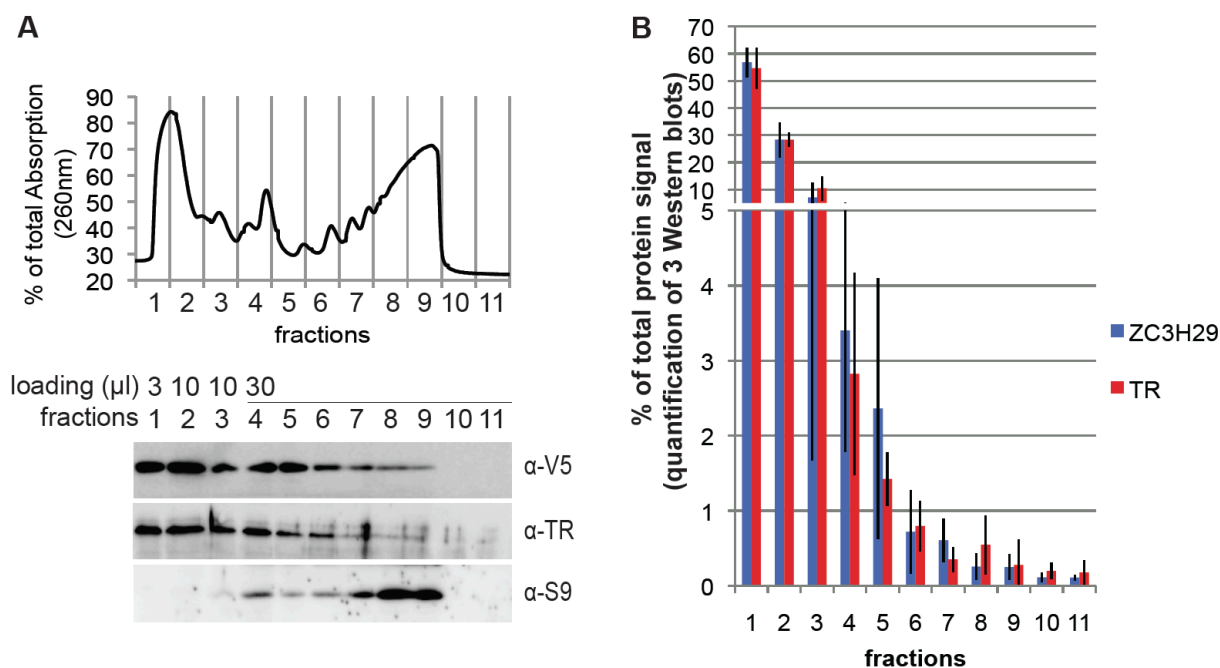 A
% of total Absorption
(260nm)
90
80
70
60
50
40
30
20
1 2 3 4 5 6 7 8 9 10 11
fractions
loading (µl) 3 10 10 30
fractions 1 2 3 4 5 6 7 8 9 10 11
α-V5
α-TR
α-S9
B
% of total protein signal
(quantification of 3 Western blots)
70
60
50
40
30
20
10
5
4
3
2
1
0
1 2 3 4 5 6 7 8 9 10 11
fractions
ZC3H29
TR